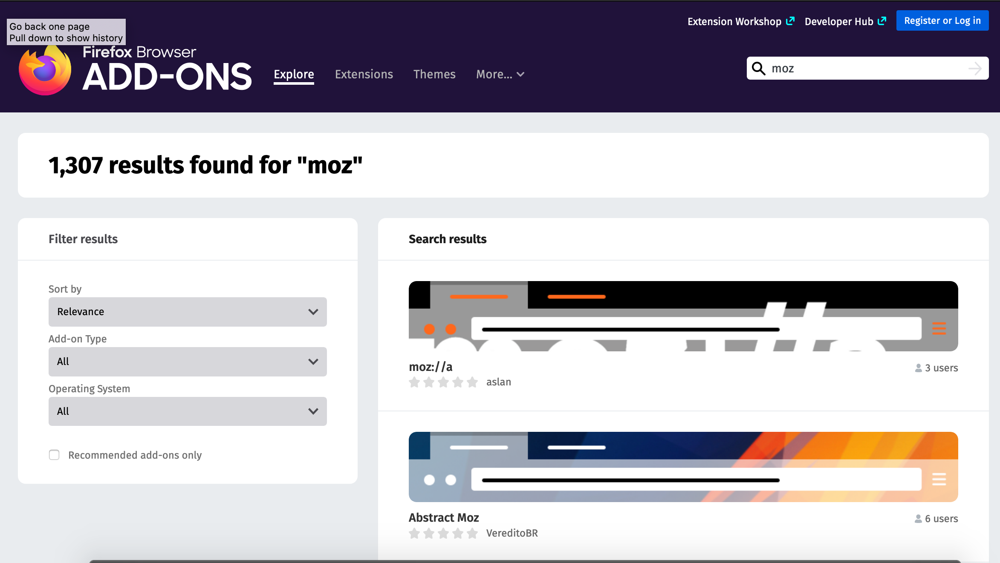 Go back one page
Pull down to show history
Extension Workshop
Developer Hub
Register or Log in
Firefox Browser
ADD-ONS
Explore
Extensions
Themes
More...
moz
1,307 results found for "moz"
Filter results
Sort by
Relevance
Add-on Type
All
Operating System
All
Recommended add-ons only
Search results
moz://a
3 users
aslan
Abstract Moz
6 users
VereditoBR